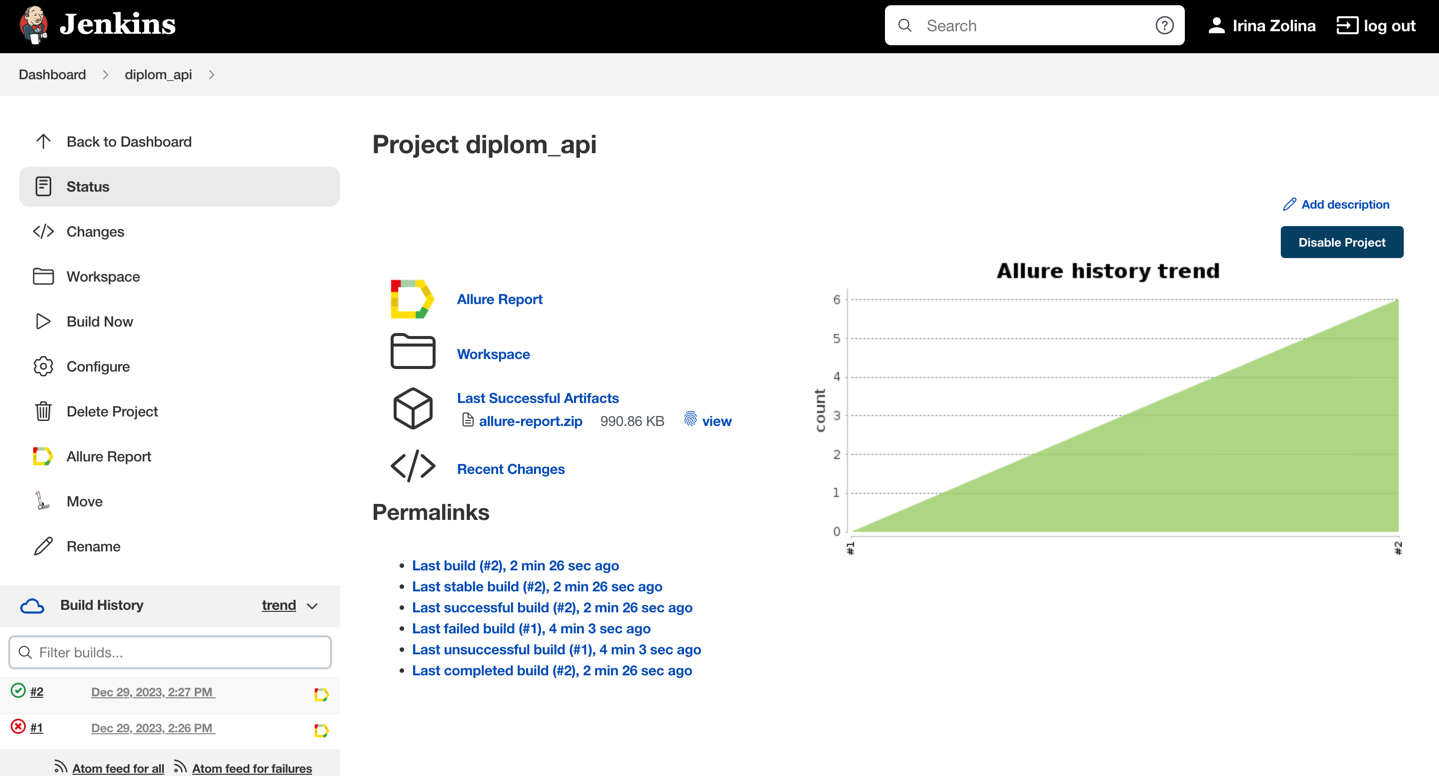 Jenkins
Search
Irina Zolina
log out
Dashboard
diplom_api
Back to Dashboard
Status
Changes
Workspace
Build Now
Configure
Delete Project
Allure Report
Move
Rename
Build History
trend
Filter builds...
#2
Dec 29, 2023, 2:27 PM
#1
Dec 29, 2023, 2:26 PM
Atom feed for all
Atom feed for failures
Project diplom_api
Add description
Disable Project
Allure Report
Workspace
Last Successful Artifacts
allure-report.zip 990.86 KB view
Recent Changes
Permalinks
Last build (#2), 2 min 26 sec ago
Last stable build (#2), 2 min 26 sec ago
Last successful build (#2), 2 min 26 sec ago
Last failed build (#1), 4 min 3 sec ago
Last unsuccessful build (#1), 4 min 3 sec ago
Last completed build (#2), 2 min 26 sec ago
Allure history trend
count
6
5
4
3
2
1
0
#1
#2